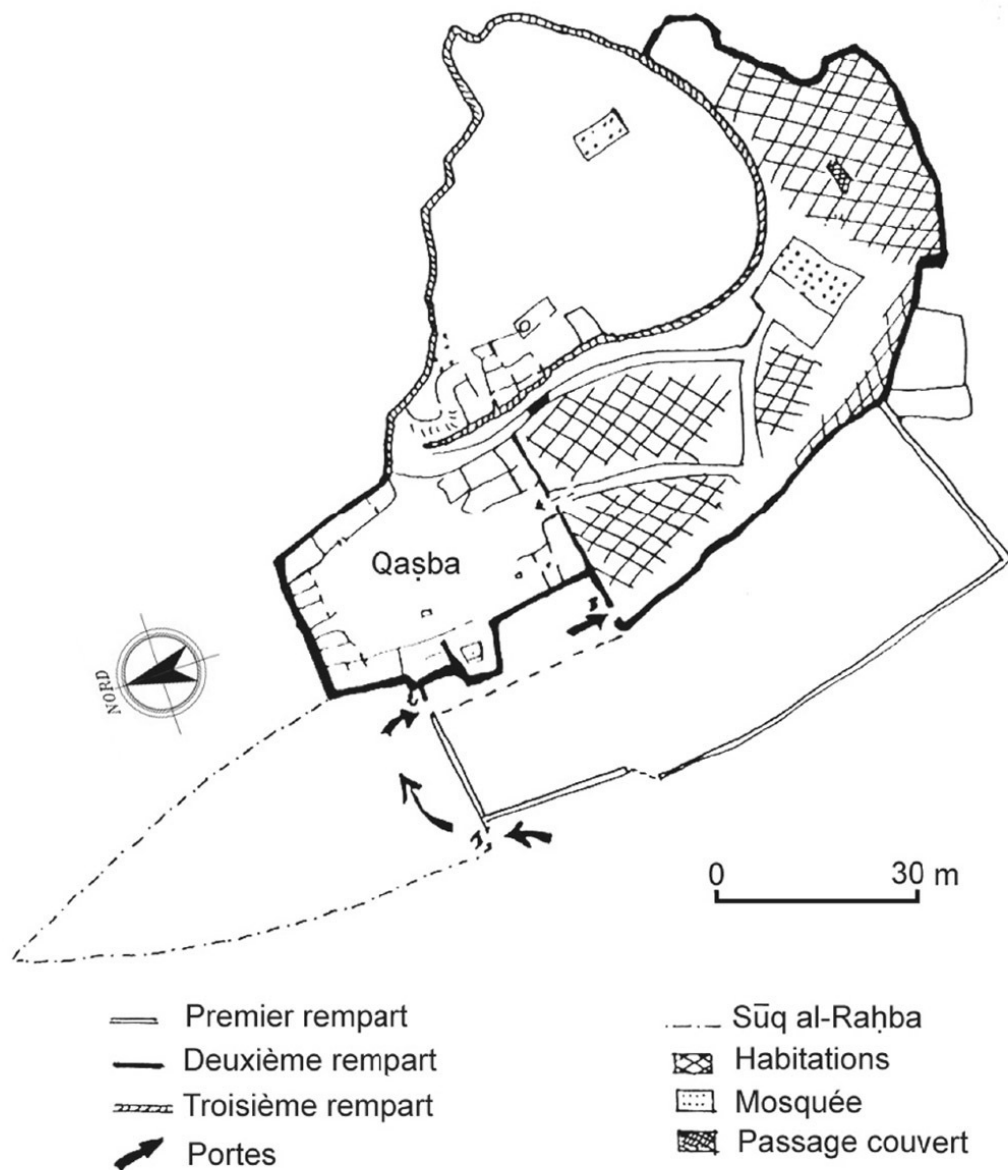 Qaṣba
NORD
0 30 m
Premier rempart
Deuxième rempart
Troisième rempart
Portes
Sūq al-Raḥba
Habitations
Mosquée
Passage couvert